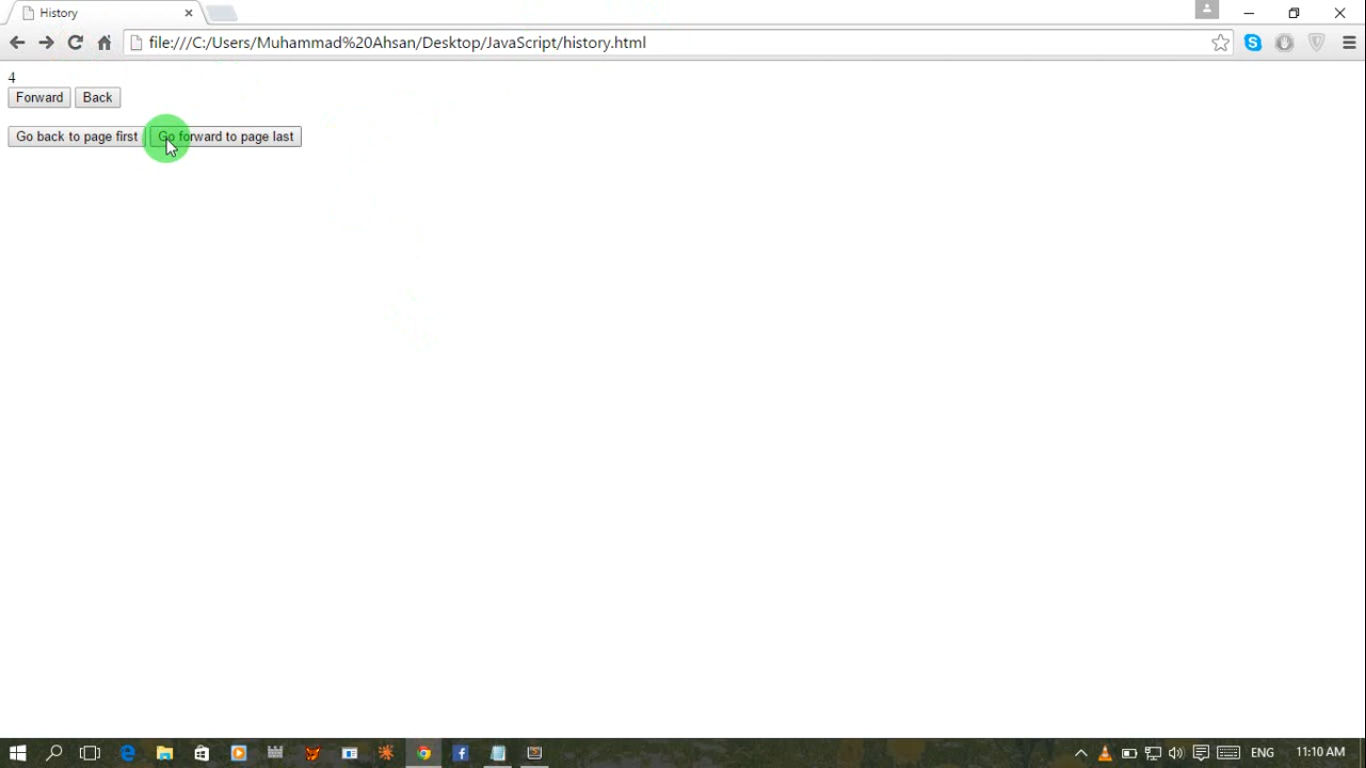 History
file:///C:/Users/Muhammad%20Ahsan/Desktop/JavaScript/history.html
4
Forward Back
Go back to page first Go forward to page last
ENG 11:10 AM